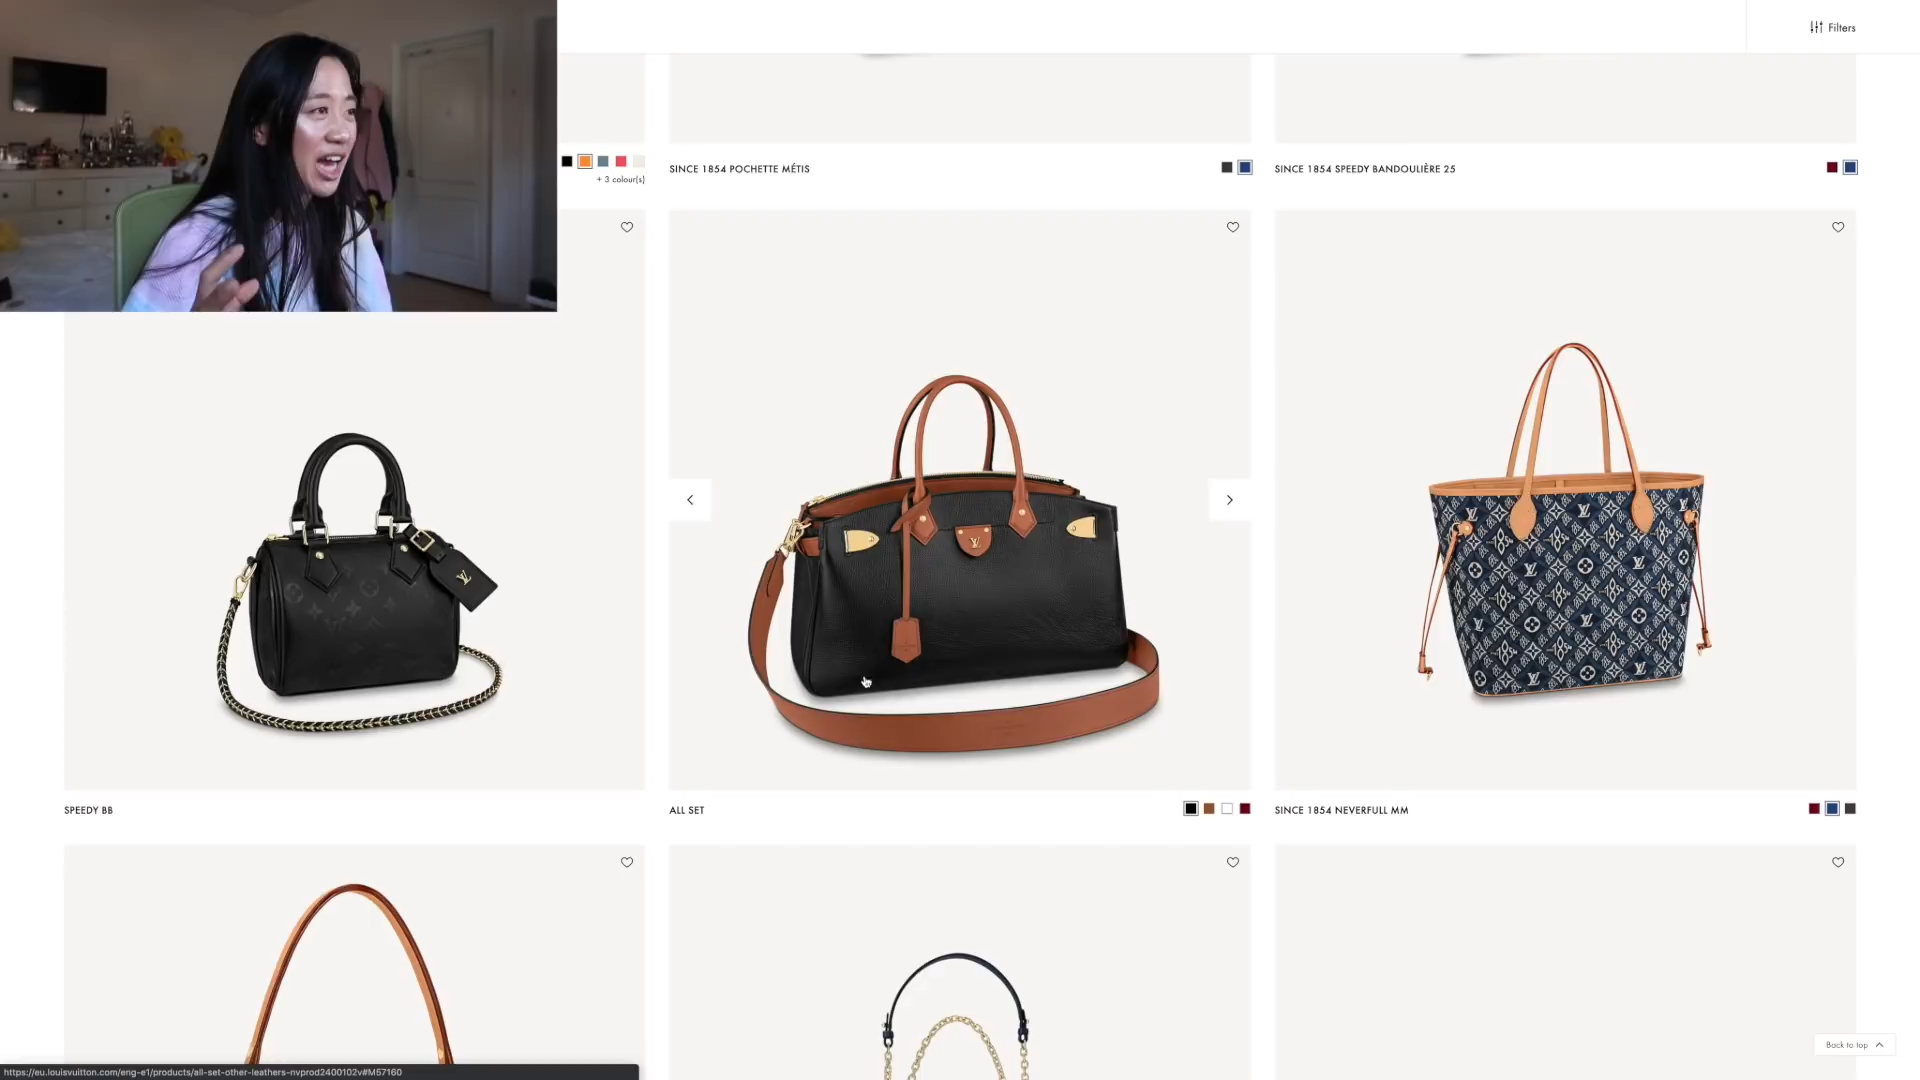 Filters
+ 3 colour(s)
SINCE 1854 POCHETTE MÉTIS
SINCE 1854 SPEEDY BANDOULIÈRE 25
SPEEDY BB
ALL SET
SINCE 1854 NEVERFULL MM
Back to top
https://eu.louisvuitton.com/eng-e1/products/all-set-other-leathers-nvprod2400102v#M57160